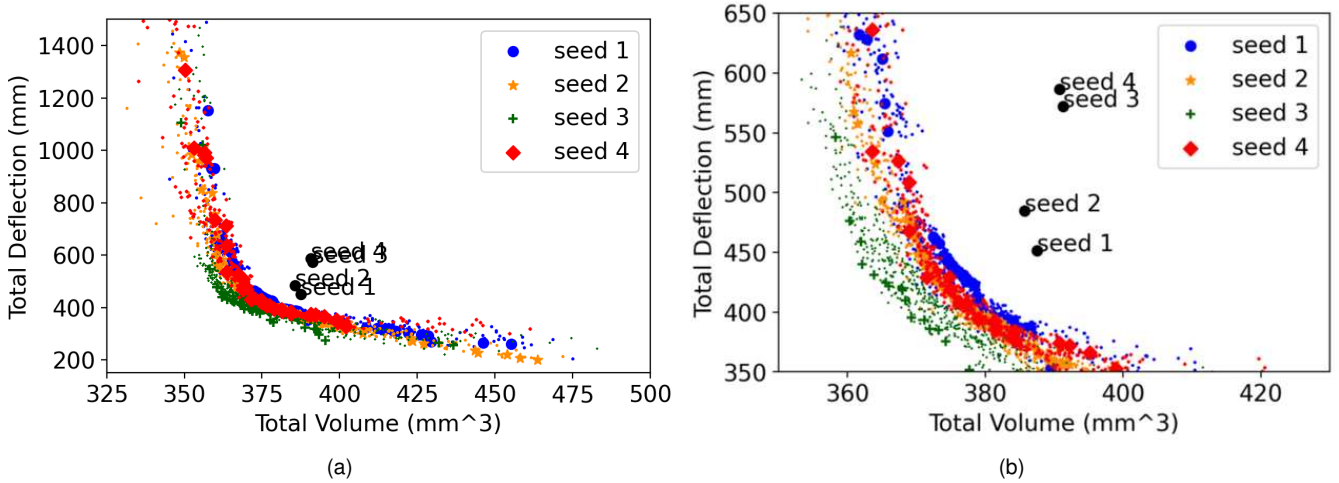 1400
1200
1000
800
600
400
200
325
350
375
400
425
450
475
500
Total Deflection (mm)
Total Volume (mm^3)
seed 1
seed 2
seed 3
seed 4
seed 4
seed 3
seed 2
seed 1
(a)
650
600
550
500
450
400
350
360
380
400
420
Total Deflection (mm)
Total Volume (mm^3)
seed 1
seed 2
seed 3
seed 4
seed 4
seed 3
seed 2
seed 1
(b)